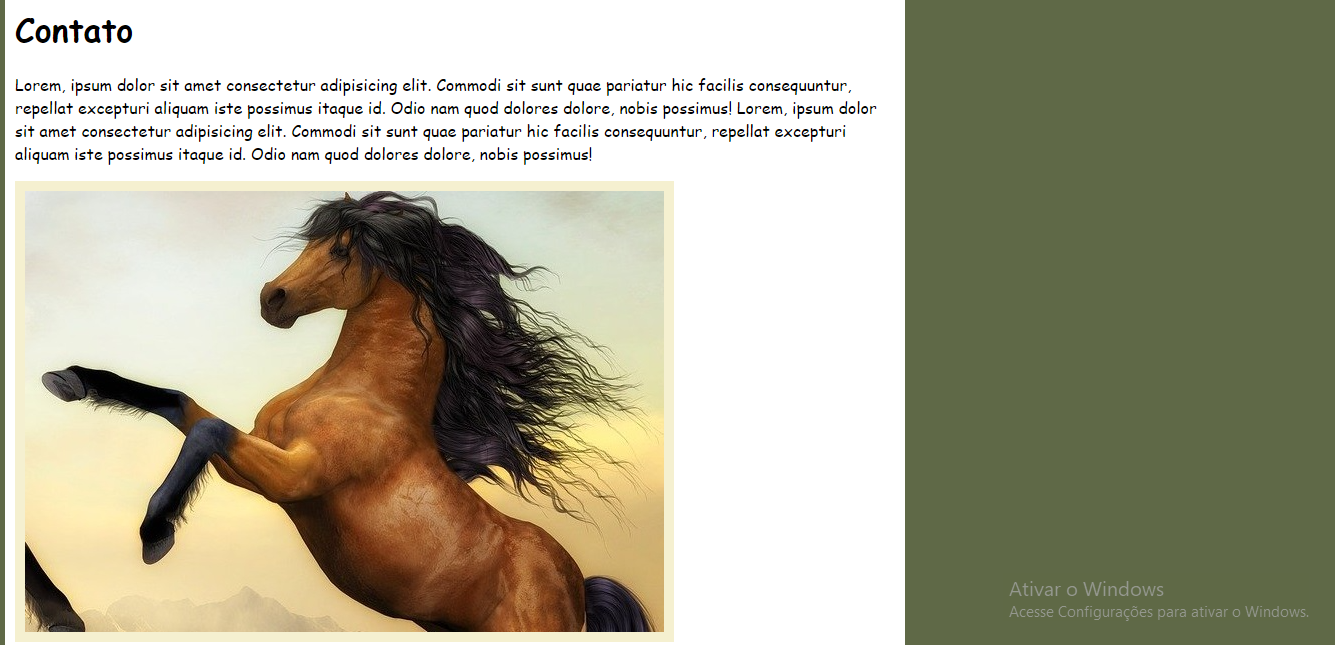 Contato
Lorem, ipsum dolor sit amet consectetur adipisicing elit. Commodi sit sunt quae pariatur hic facilis consequuntur,
repellat excepturi aliquam iste possimus itaque id. Odio nam quod dolores dolore, nobis possimus! Lorem, ipsum dolor
sit amet consectetur adipisicing elit. Commodi sit sunt quae pariatur hic facilis consequuntur, repellat excepturi
aliquam iste possimus itaque id. Odio nam quod dolores dolore, nobis possimus!
Ativar o Windows
Acesse Configurações para ativar o Windows.